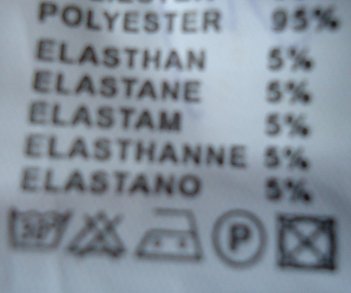 POLYESTER 95%
ELASTHAN 5%
ELASTANE 5%
ELASTAM 5%
ELASTHANNE 5%
ELASTANO 5%
P